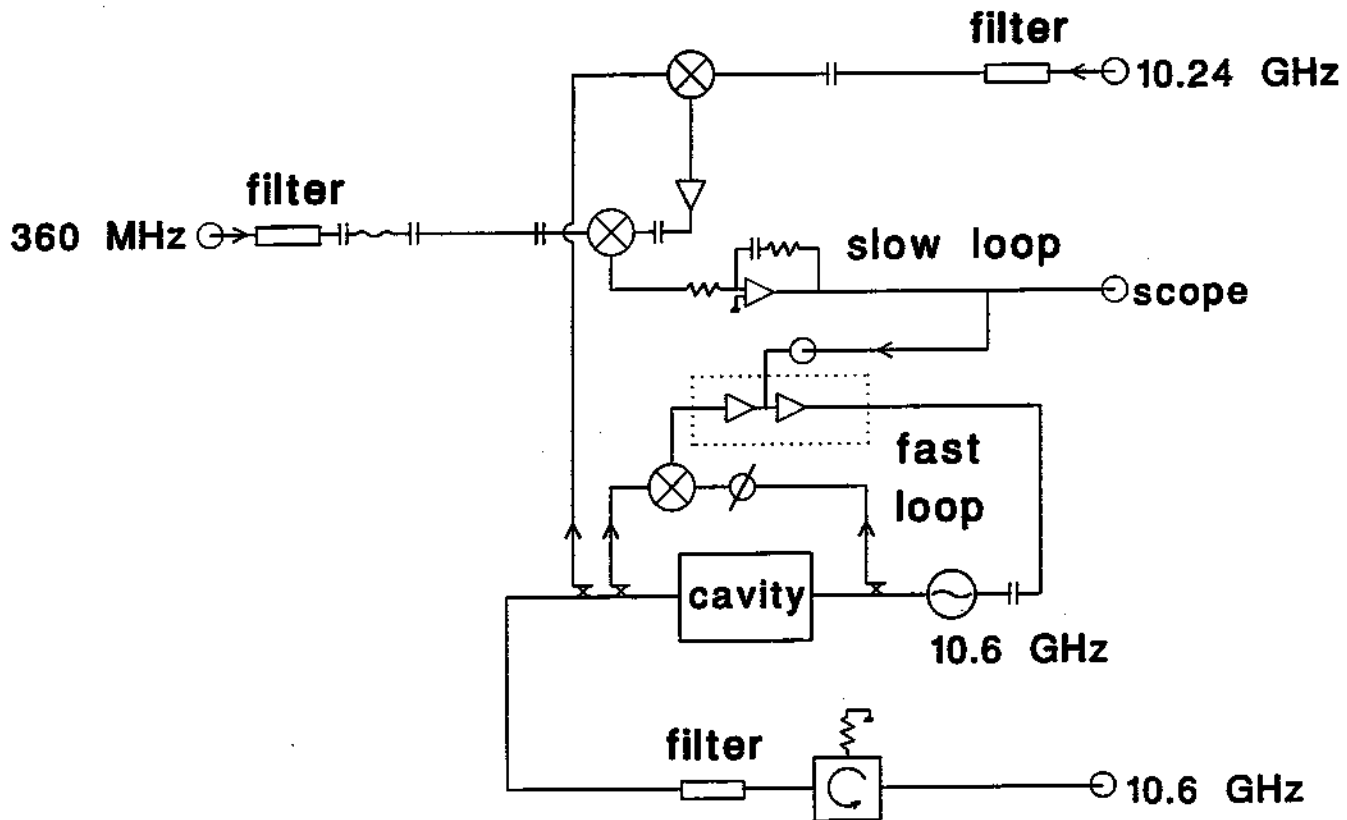 filter
10.24 GHz
filter
360 MHz
slow loop
scope
fast
loop
cavity
10.6 GHz
filter
10.6 GHz